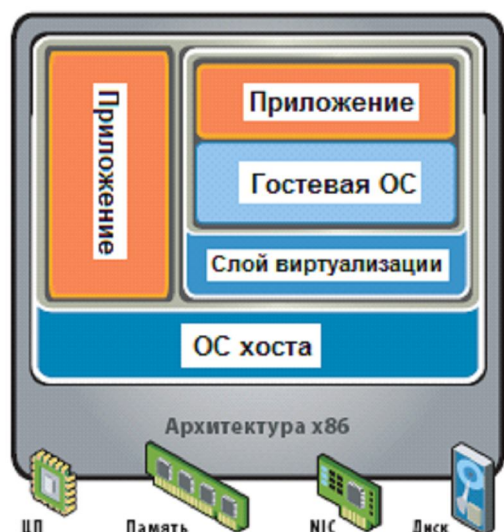 Приложение
Приложение
Гостевая ОС
Слой виртуализации
ОС хоста
Архитектура x86
ЦП
Память
NIC
Диск